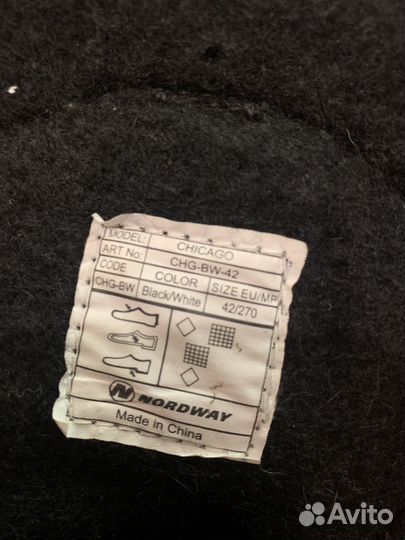 MODEL: CHICAGO
ART No: CHG-BW-42
CODE COLOR SIZE EU/MP
CHG-BW Black/White 42/270
N NORDWAY
Made in China
Avito